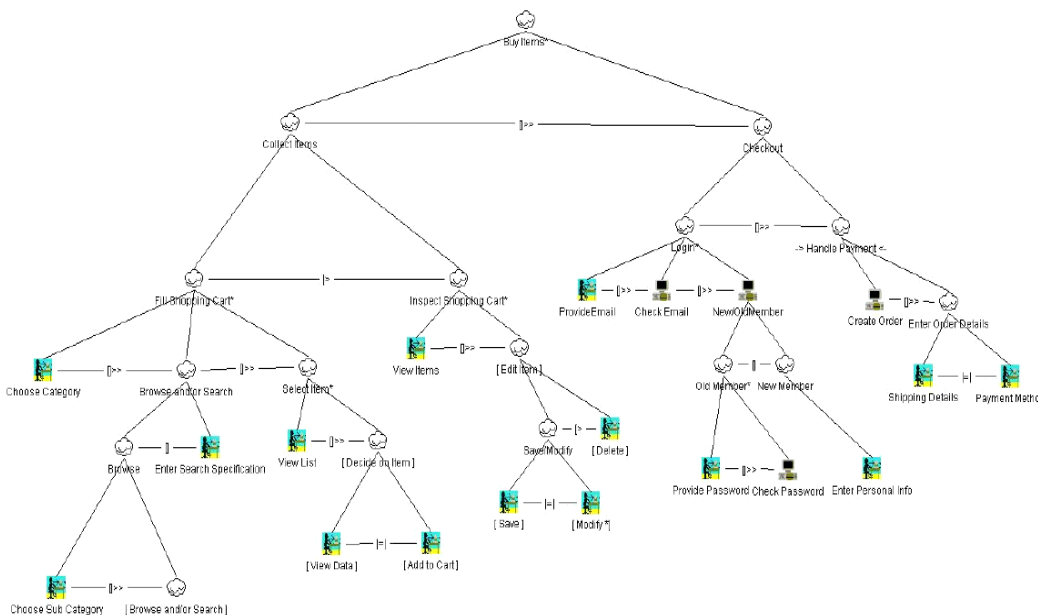 Buy Items*
[]>>
Collect Items
Checkout
[]>>
Login*
-> Handle Payment <-
|>
Fill Shopping Cart*
Inspect Shopping Cart*
[]>> []>>
ProvideEmail Check Email New/OldMember
[]>>
Create Order Enter Order Details
[]>>
View Items [ Edit Item ]
[]>> []>>
Choose Category Browse and/or Search Select Item*
[]
Old Member* New Member
|=|
Shipping Details Payment Metho
[]
Browse Enter Search Specification
[]>>
View List [ Decide on Item ]
[>
Save/Modify [ Delete ]
[]>>
Provide Password Check Password Enter Personal Info
|=|
[ Save ] [ Modify* ]
|=|
[ View Data ] [ Add to Cart ]
[]>>
Choose Sub Category [ Browse and/or Search ]